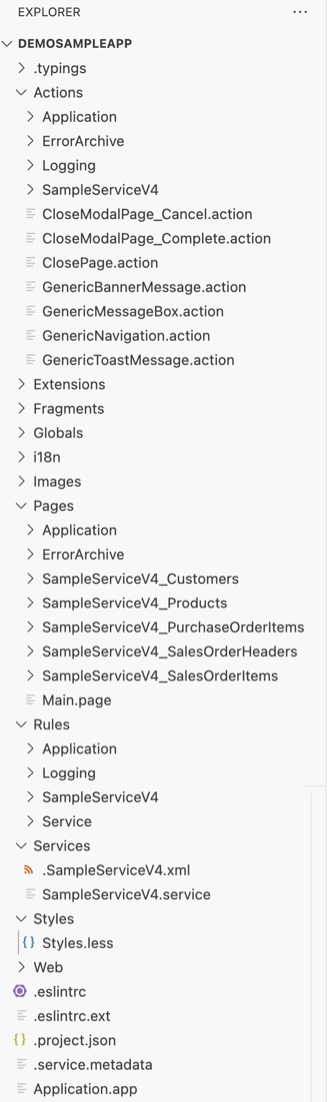 EXPLORER ...
DEMOSAMPLEAPP
.typings
Actions
Application
ErrorArchive
Logging
SampleServiceV4
CloseModalPage_Cancel.action
CloseModalPage_Complete.action
ClosePage.action
GenericBannerMessage.action
GenericMessageBox.action
GenericNavigation.action
GenericToastMessage.action
Extensions
Fragments
Globals
i18n
Images
Pages
Application
ErrorArchive
SampleServiceV4_Customers
SampleServiceV4_Products
SampleServiceV4_PurchaseOrderItems
SampleServiceV4_SalesOrderHeaders
SampleServiceV4_SalesOrderItems
Main.page
Rules
Application
Logging
SampleServiceV4
Service
Services
.SampleServiceV4.xml
SampleServiceV4.service
Styles
{} Styles.less
Web
.eslintrc
.eslintrc.ext
{} .project.json
.service.metadata
Application.app